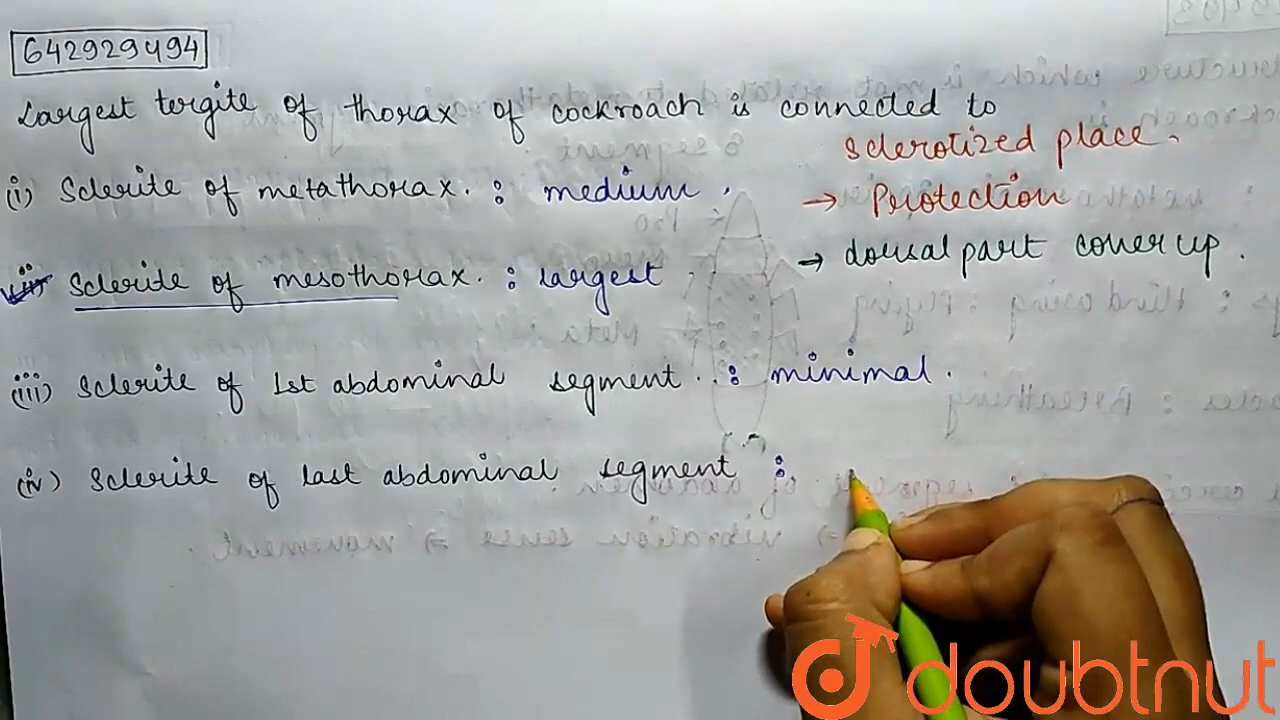 642929494
Largest tergite of thorax of cockroach is connected to
sclerotized place.
(i) Sclerite of metathorax. : medium.
→ Protection
→ dorsal part cover up.
(ii) Sclerite of mesothorax. : largest
(iii) Sclerite of 1st abdominal segment. : minimal.
(iv) Sclerite of last abdominal segment :
doubtnut